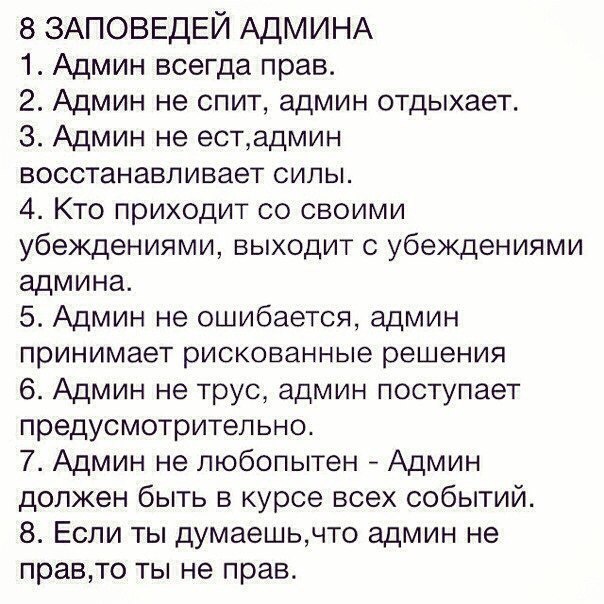 8 ЗАПОВЕДЕЙ АДМИНА
1. Админ всегда прав.
2. Админ не спит, админ отдыхает.
3. Админ не ест,админ
восстанавливает силы.
4. Кто приходит со своими
убеждениями, выходит с убеждениями
админа.
5. Админ не ошибается, админ
принимает рискованные решения
6. Админ не трус, админ поступает
предусмотрительно.
7. Админ не любопытен - Админ
должен быть в курсе всех событий.
8. Если ты думаешь,что админ не
прав,то ты не прав.